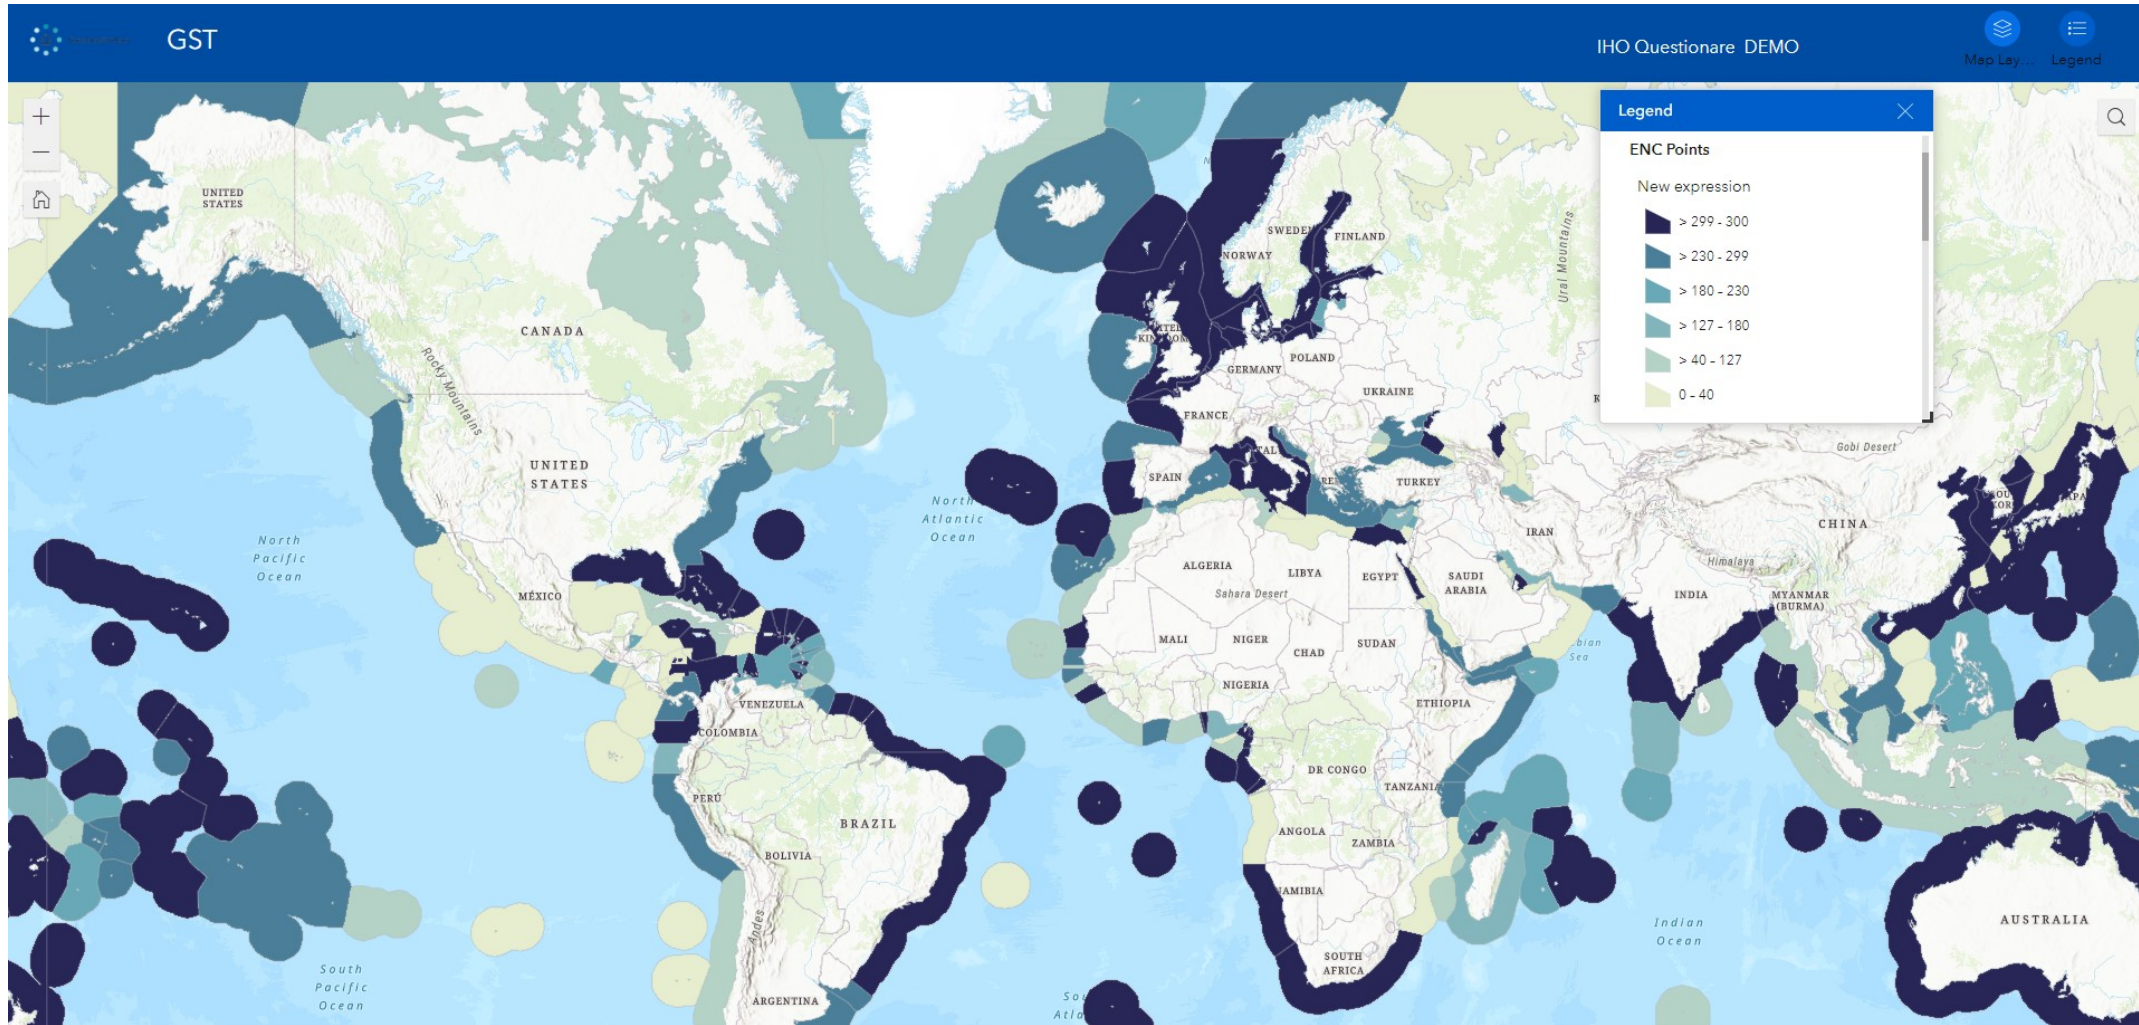 GST
IHO Questionare DEMO
Map Lay...
Legend
Legend
ENC Points
New expression
> 299 - 300
> 230 - 299
> 180 - 230
> 127 - 180
> 40 - 127
0 - 40
UNITED
STATES
CANADA
Rocky Mountains
UNITED
STATES
MÉXICO
North
Pacific
Ocean
North
Atlantic
Ocean
SWEDEN
FINLAND
NORWAY
Ural Mountains
POLAND
GERMANY
UKRAINE
FRANCE
SPAIN
TURKEY
Gobi Desert
CHINA
IRAN
Himalaya
ALGERIA
LIBYA
EGYPT
SAUDI
ARABIA
Sahara Desert
INDIA
MYANMAR
(BURMA)
MALI
NIGER
CHAD
SUDAN
Sea
NIGERIA
ETHIOPIA
VENEZUELA
COLOMBIA
DR CONGO
TANZANIA
PERÚ
BRAZIL
ANGOLA
ZAMBIA
BOLIVIA
NAMIBIA
Andes
Indian
Ocean
AUSTRALIA
SOUTH
AFRICA
South
Pacific
Ocean
ARGENTINA